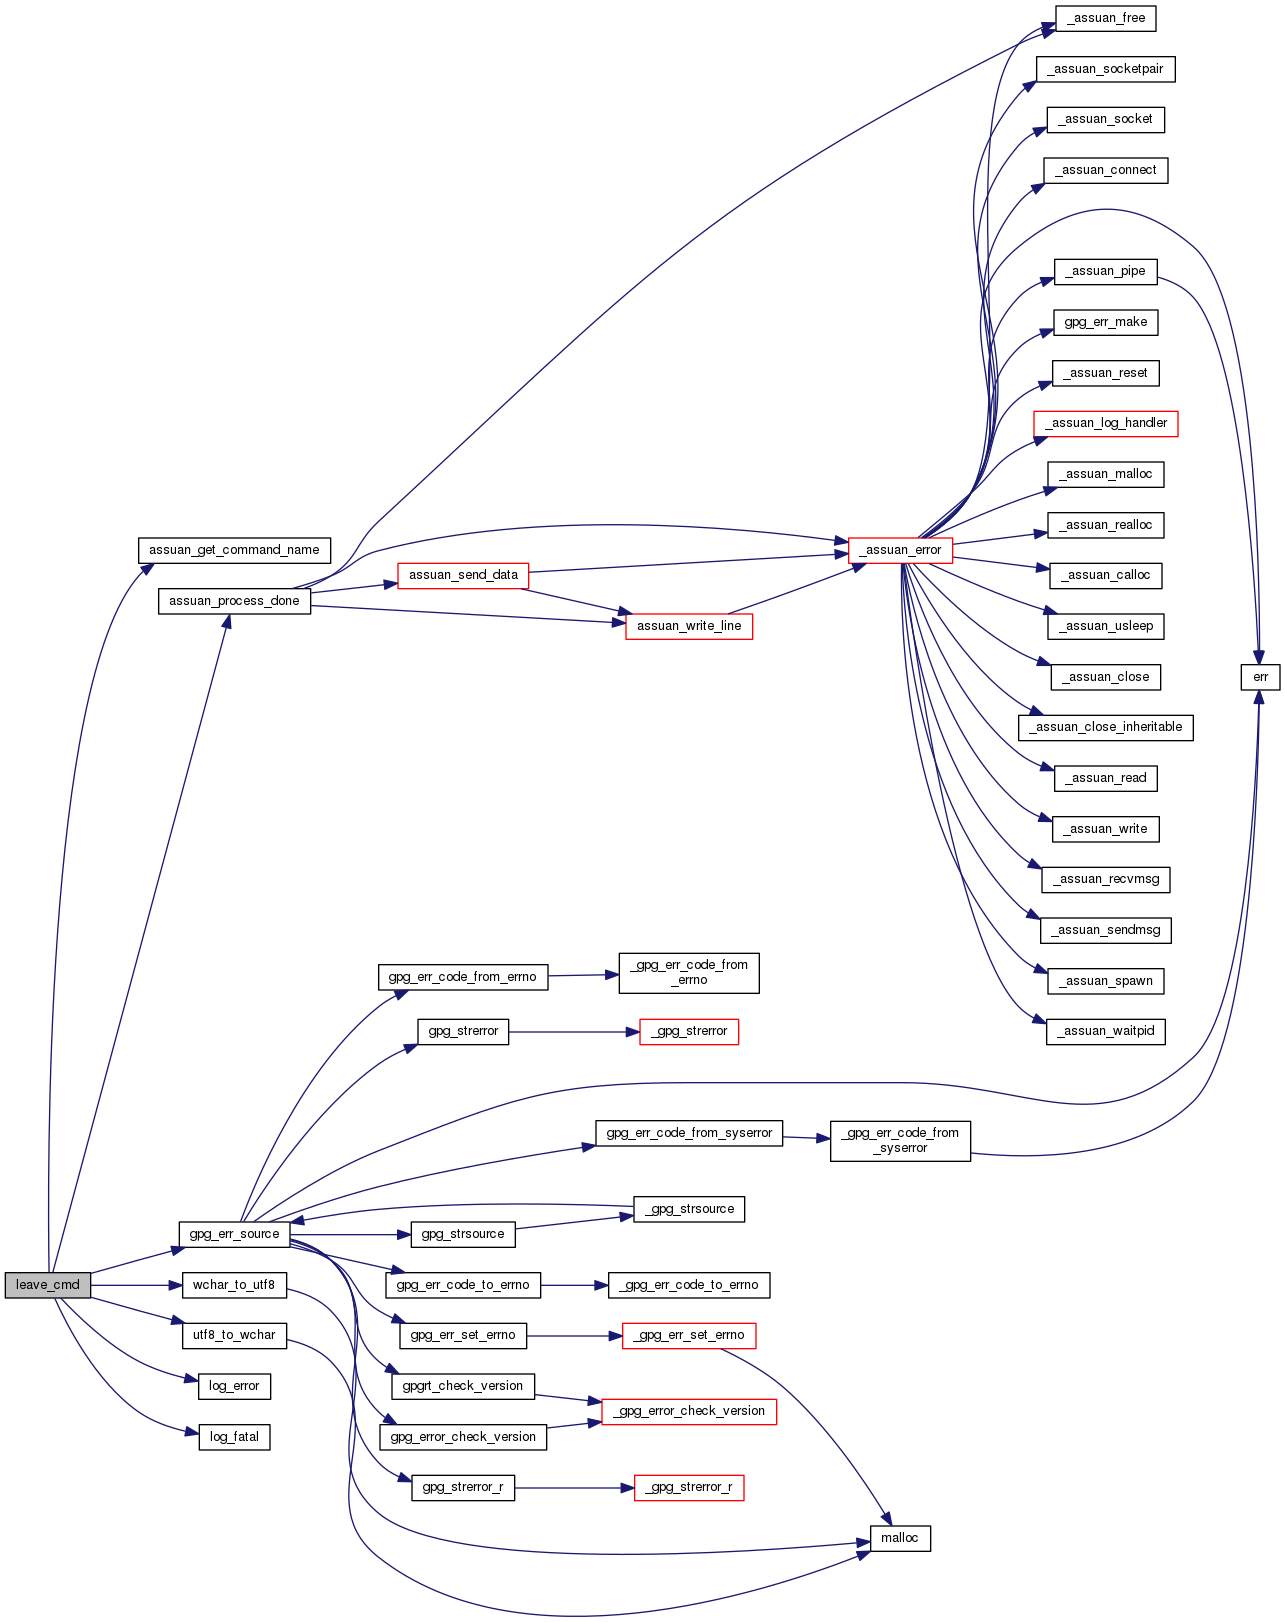 _assuan_free
_assuan_socketpair
_assuan_socket
_assuan_connect
_assuan_pipe
gpg_err_make
_assuan_reset
_assuan_log_handler
_assuan_malloc
_assuan_realloc
assuan_get_command_name
_assuan_error
assuan_send_data
_assuan_calloc
assuan_process_done
assuan_write_line
_assuan_usleep
_assuan_close
err
_assuan_close_inheritable
_assuan_read
_assuan_write
_assuan_recvmsg
_assuan_sendmsg
_assuan_spawn
_assuan_waitpid
gpg_err_code_from_errno
_gpg_err_code_from
_errno
gpg_strerror
_gpg_strerror
gpg_err_code_from_syserror
_gpg_err_code_from
_syserror
_gpg_strsource
gpg_err_source
gpg_strsource
leave_cmd
wchar_to_utf8
gpg_err_code_to_errno
_gpg_err_code_to_errno
utf8_to_wchar
gpg_err_set_errno
_gpg_err_set_errno
log_error
gpgrt_check_version
_gpg_error_check_version
log_fatal
gpg_error_check_version
gpg_strerror_r
_gpg_strerror_r
malloc